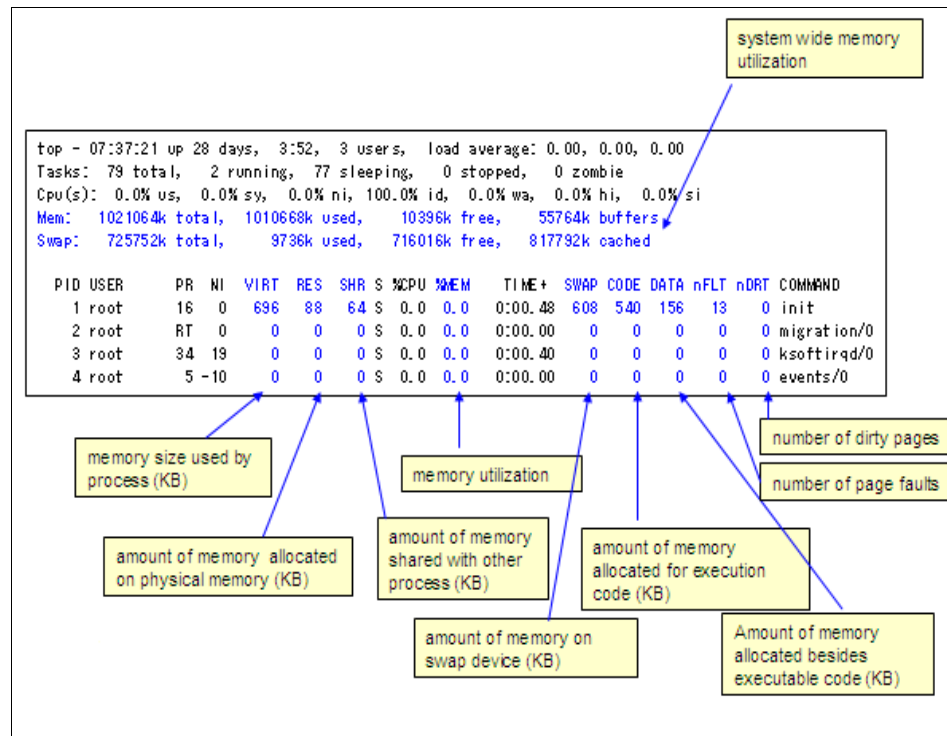 system wide memory
utilization
top - 07:37:21 up 28 days, 3:52, 3 users, load average: 0.00, 0.00, 0.00
Tasks: 79 total, 2 running, 77 sleeping, 0 stopped, 0 zombie
Cpu(s): 0.0% us, 0.0% sy, 0.0% ni, 100.0% id, 0.0% wa, 0.0% hi, 0.0% si
Mem: 1021064k total, 1010668k used, 10396k free, 55764k buffers
Swap: 725752k total, 9736k used, 716016k free, 817792k cached
PID USER PR NI VIRT RES SHR S %CPU %MEM TIME+ SWAP CODE DATA nFLT nDRT COMMAND
1 root 16 0 696 88 64 S 0.0 0.0 0:00.48 608 540 156 13 0 init
2 root RT 0 0 0 0 S 0.0 0.0 0:00.00 0 0 0 0 0 migration/0
3 root 34 19 0 0 0 S 0.0 0.0 0:00.40 0 0 0 0 0 ksoftirqd/0
4 root 5 -10 0 0 0 S 0.0 0.0 0:00.00 0 0 0 0 0 events/0
memory size used by
process (KB)
memory utilization
number of dirty pages
number of page faults
amount of memory allocated
on physical memory (KB)
amount of memory
shared with other
process (KB)
amount of memory
allocated for execution
code (KB)
amount of memory on
swap device (KB)
Amount of memory
allocated besides
executable code (KB)